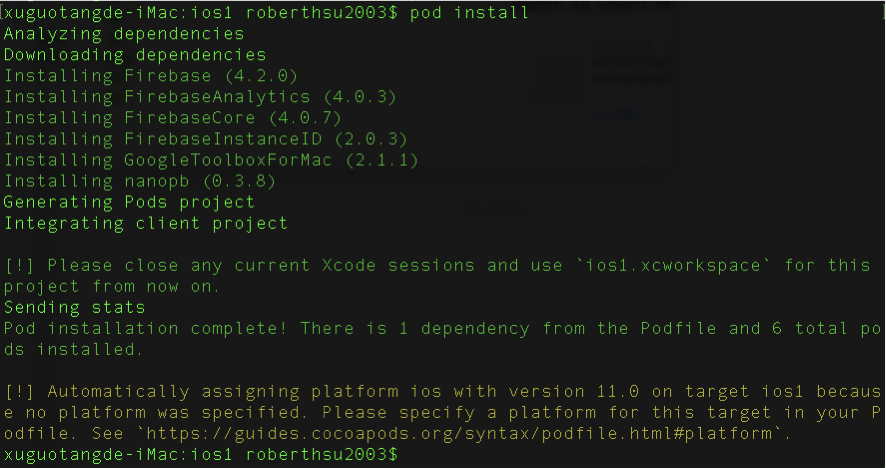 [xuguotangde-iMac:ios1 roberthsu2003$ pod install ]
Analyzing dependencies
Downloading dependencies
Installing Firebase (4.2.0)
Installing FirebaseAnalytics (4.0.3)
Installing FirebaseCore (4.0.7)
Installing FirebaseInstanceID (2.0.3)
Installing GoogleToolboxForMac (2.1.1)
Installing nanopb (0.3.8)
Generating Pods project
Integrating client project
[!] Please close any current Xcode sessions and use `ios1.xcworkspace` for this
project from now on.
Sending stats
Pod installation complete! There is 1 dependency from the Podfile and 6 total po
ds installed.
[!] Automatically assigning platform ios with version 11.0 on target ios1 becaus
e no platform was specified. Please specify a platform for this target in your P
odfile. See `https://guides.cocoapods.org/syntax/podfile.html#platform`.
xuguotangde-iMac:ios1 roberthsu2003$